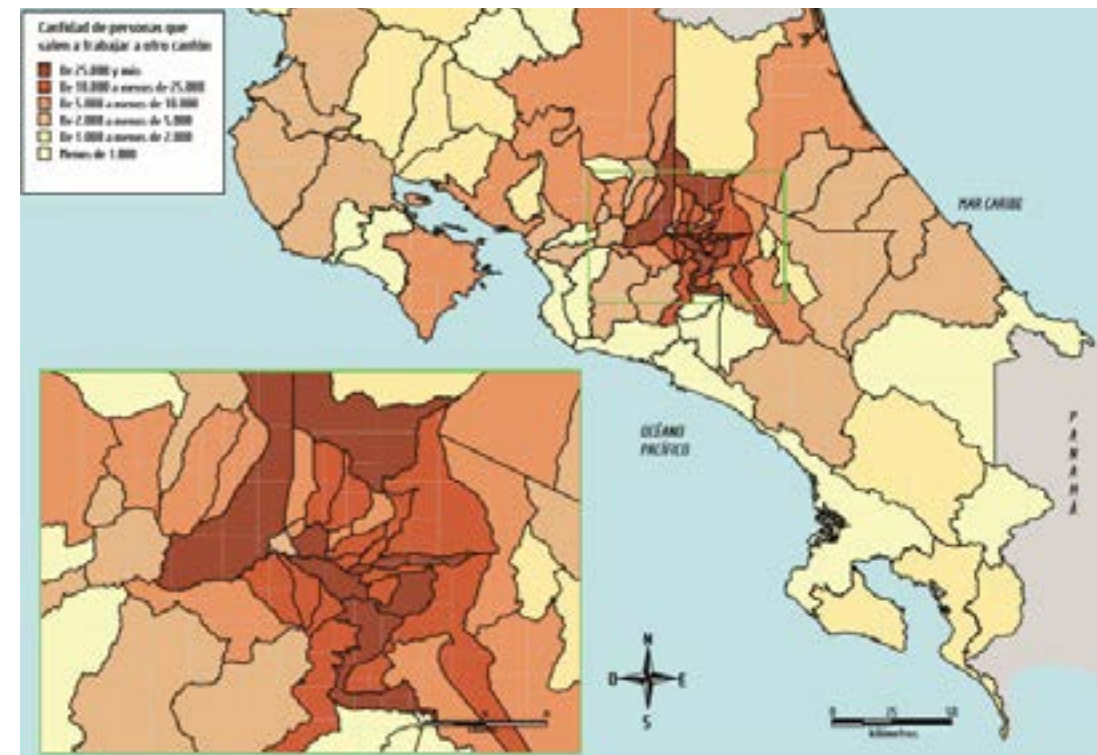 Cantidad de personas que
salen a trabajar a otro cantón
De 25.000 y más
De 10.000 a menos de 25.000
De 5.000 a menos de 10.000
De 2.000 a menos de 5.000
De 1.000 a menos de 2.000
Menos de 1.000
MAR CARIBE
OCÉANO
PACÍFICO
PANAMÁ
N
O
E
S
0 25 50
kilómetros
0